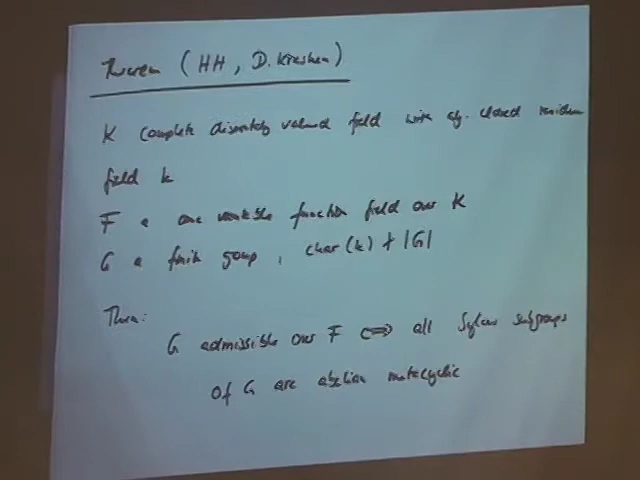 Theorem (HH, D. Krashen)
K complete discretely valued field with alg. closed residue
field k
F a one variable function field over K
G a finite group, char(k) ∤ |G|
Then:
G admissible over F ⟺ all Sylow subgroups
of G are abelian metacyclic